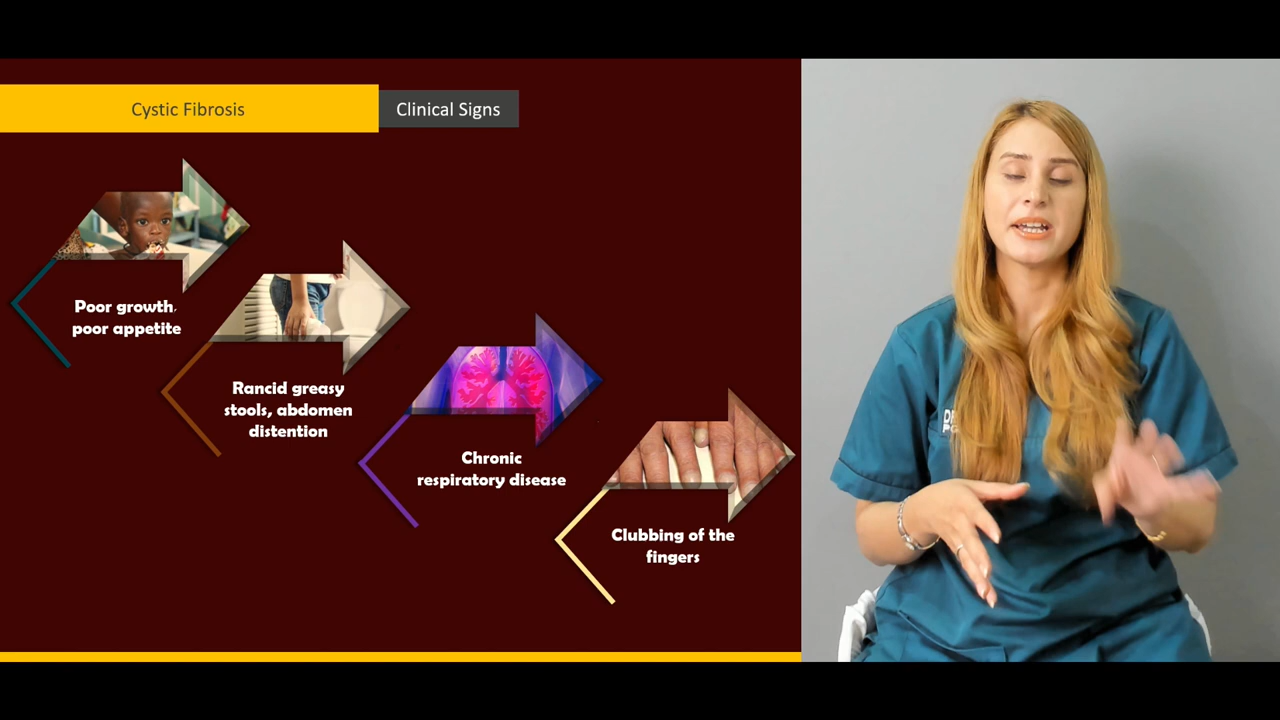 Cystic Fibrosis
Clinical Signs
Poor growth,
poor appetite
Rancid greasy
stools, abdomen
distention
Chronic
respiratory disease
Clubbing of the
fingers